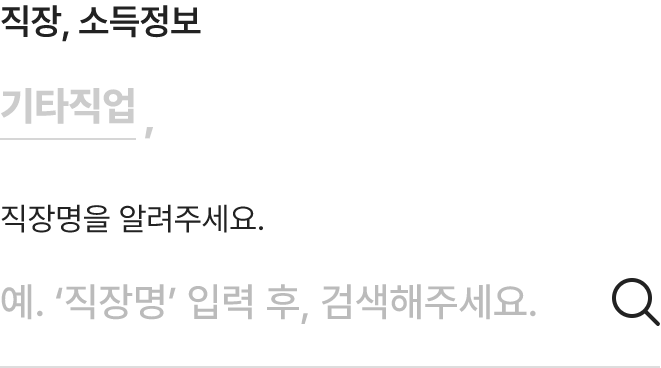 직장, 소득정보
기타직업 ,
직장명을 알려주세요.
예. ‘직장명’ 입력 후, 검색해주세요.